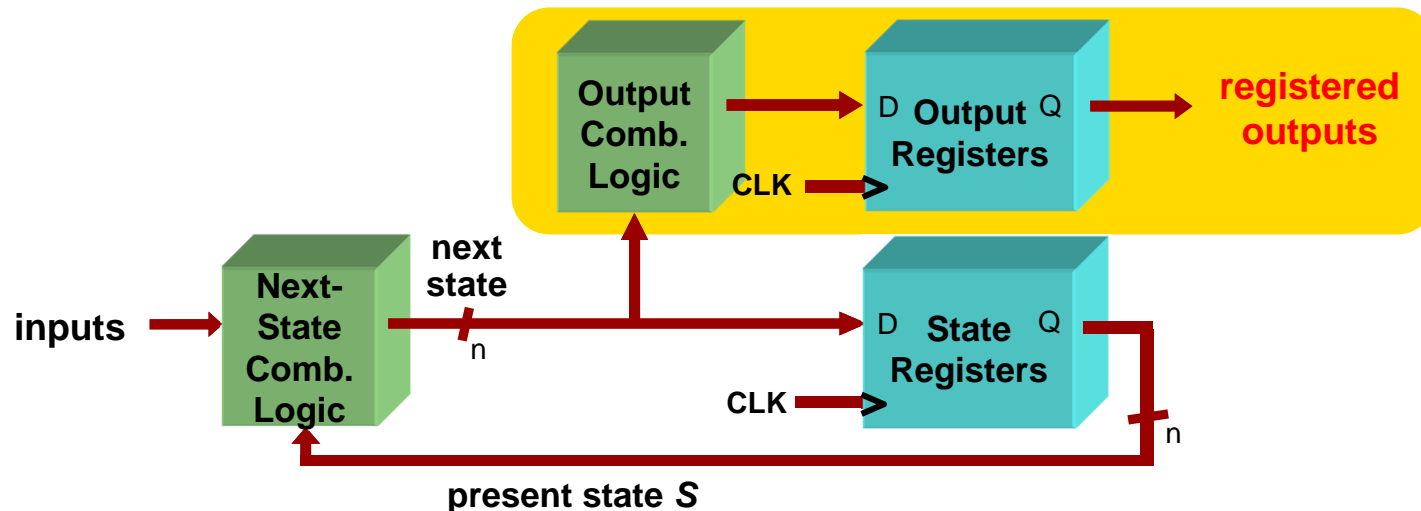 Output
Comb.
Logic
D Output Q
Registers
CLK
registered
outputs
inputs
Next-
State
Comb.
Logic
next
state
n
D State Q
Registers
CLK
n
present state S